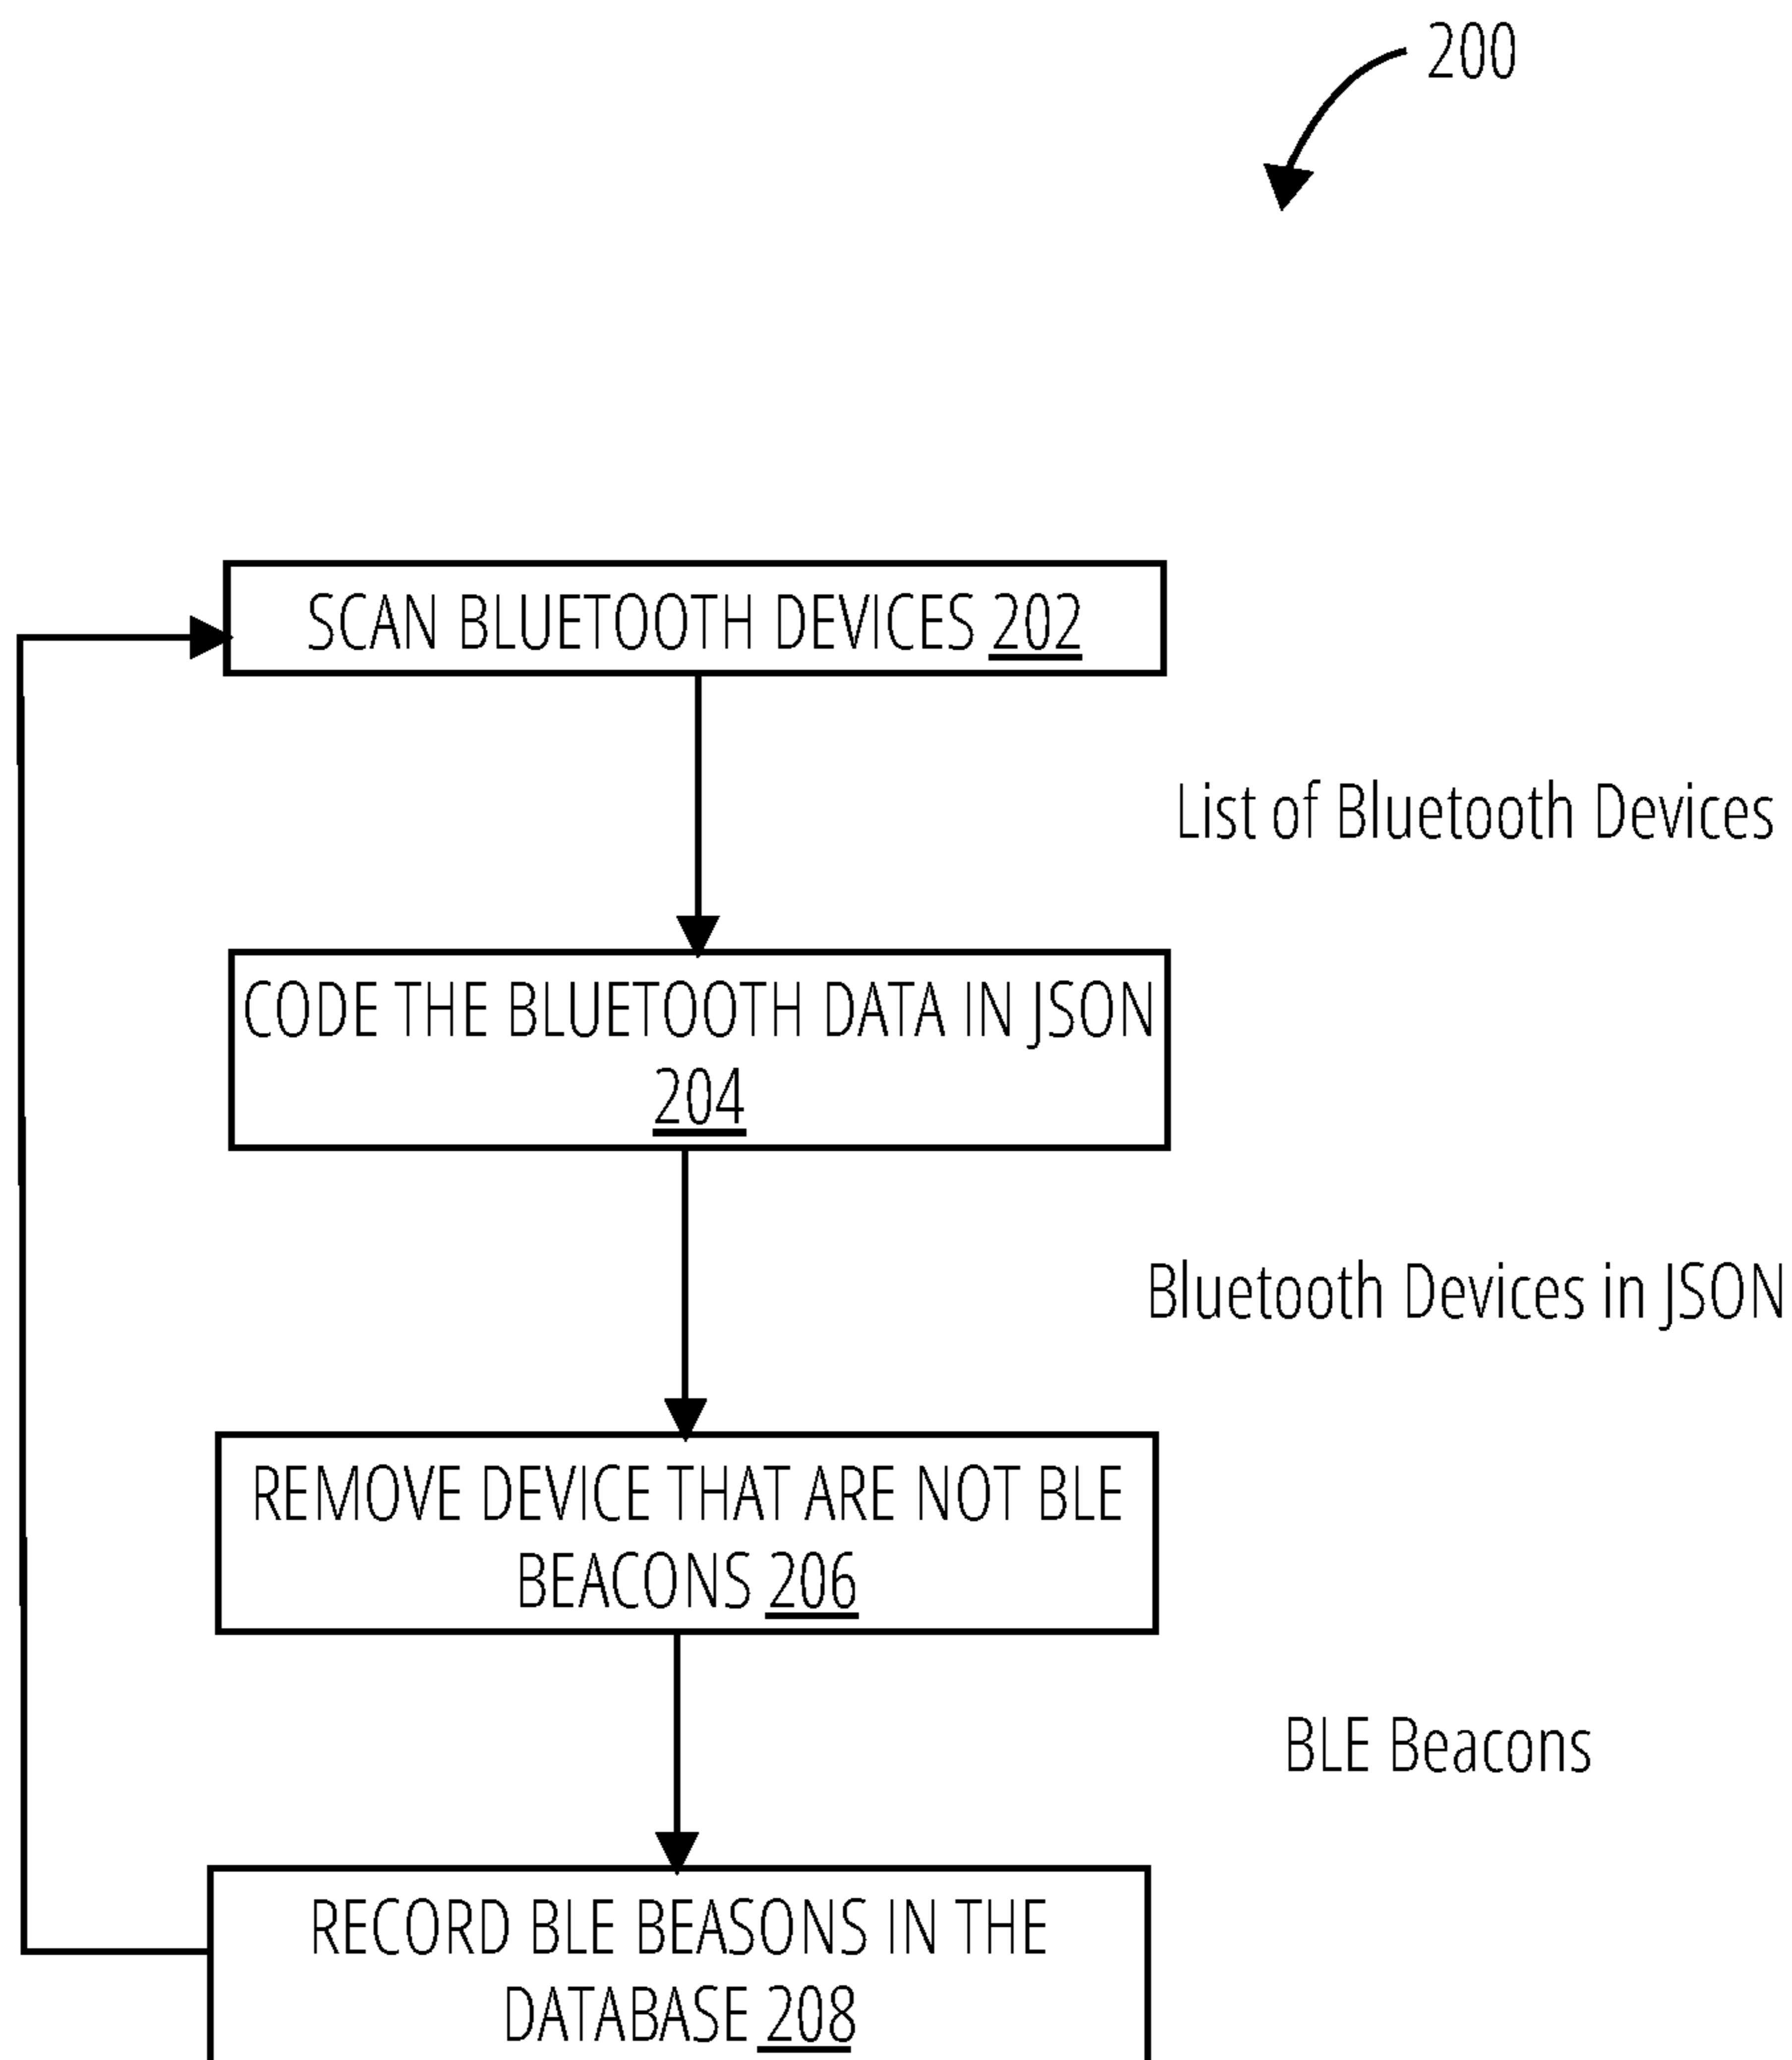 200
SCAN BLUETOOTH DEVICES 202
List of Bluetooth Devices
CODE THE BLUETOOTH DATA IN JSON
204
Bluetooth Devices in JSON
REMOVE DEVICE THAT ARE NOT BLE
BEACONS 206
BLE Beacons
RECORD BLE BEASONS IN THE
DATABASE 208